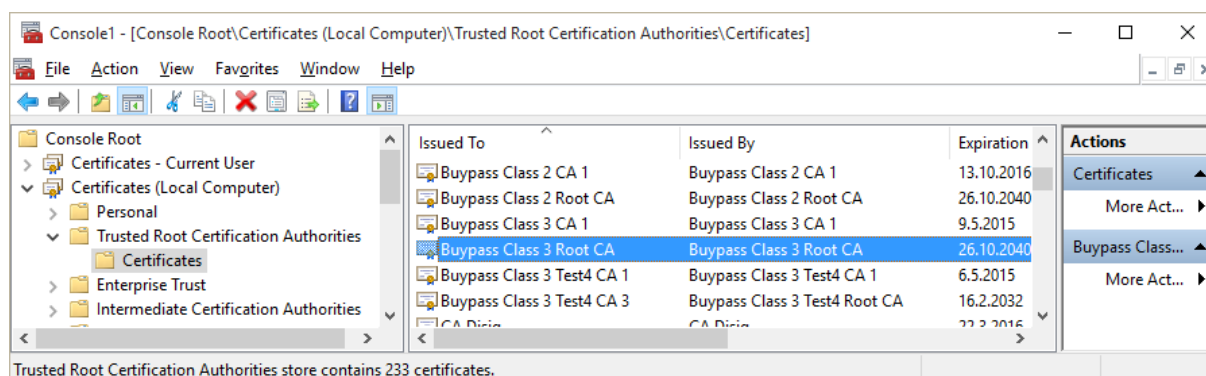 Console1 - [Console Root\Certificates (Local Computer)\Trusted Root Certification Authorities\Certificates]
File Action View Favorites Window Help
Console Root
Certificates - Current User
Certificates (Local Computer)
Personal
Trusted Root Certification Authorities
Certificates
Enterprise Trust
Intermediate Certification Authorities
Issued To Issued By Expiration
Buypass Class 2 CA 1 Buypass Class 2 CA 1 13.10.2016
Buypass Class 2 Root CA Buypass Class 2 Root CA 26.10.2040
Buypass Class 3 CA 1 Buypass Class 3 CA 1 9.5.2015
Buypass Class 3 Root CA Buypass Class 3 Root CA 26.10.2040
Buypass Class 3 Test4 CA 1 Buypass Class 3 Test4 CA 1 6.5.2015
Buypass Class 3 Test4 CA 3 Buypass Class 3 Test4 Root CA 16.2.2032
CA Disig CA Disig 22.3.2016
Actions
Certificates
More Act...
Buypass Class...
More Act...
Trusted Root Certification Authorities store contains 233 certificates.